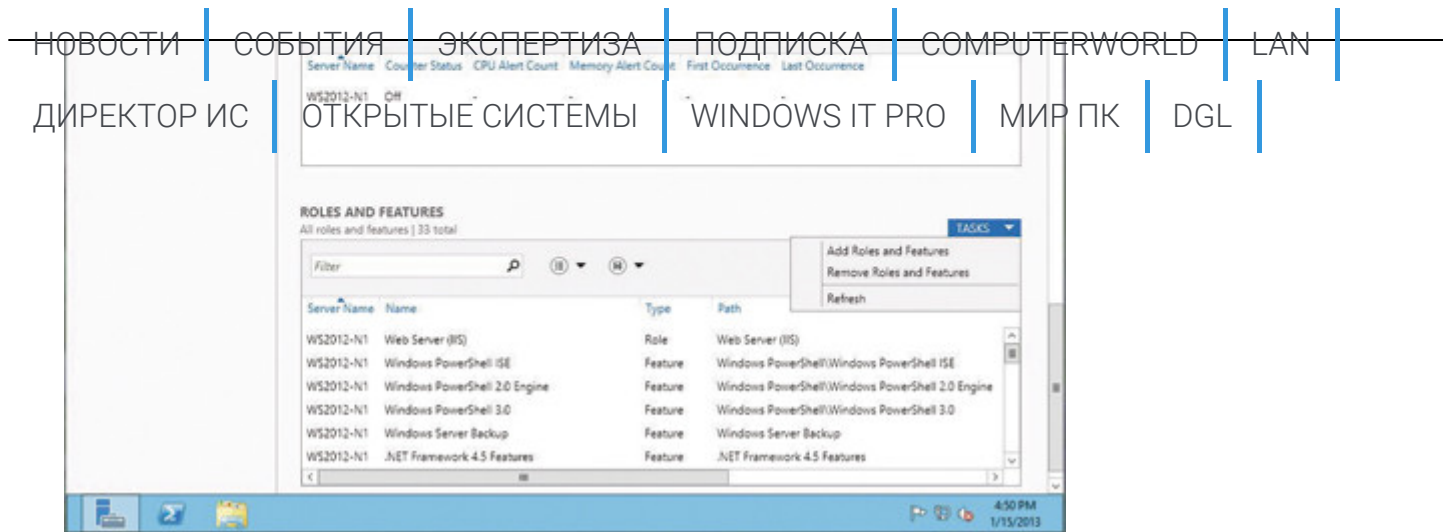 НОВОСТИ СОБЫТИЯ ЭКСПЕРТИЗА ПОДПИСКА COMPUTERWORLD LAN
Server Name Counter Status CPU Alert Count Memory Alert Count First Occurrence Last Occurrence
WS2012-N1 Off - - - -
ДИРЕКТОР ИС ОТКРЫТЫЕ СИСТЕМЫ WINDOWS IT PRO МИР ПК DGL
ROLES AND FEATURES
All roles and features | 33 total
TASKS
Add Roles and Features
Remove Roles and Features
Refresh
Filter
Server Name Name Type Path
WS2012-N1 Web Server (IIS) Role Web Server (IIS)
WS2012-N1 Windows PowerShell ISE Feature Windows PowerShell\Windows PowerShell ISE
WS2012-N1 Windows PowerShell 2.0 Engine Feature Windows PowerShell\Windows PowerShell 2.0 Engine
WS2012-N1 Windows PowerShell 3.0 Feature Windows PowerShell\Windows PowerShell 3.0
WS2012-N1 Windows Server Backup Feature Windows Server Backup
WS2012-N1 .NET Framework 4.5 Features Feature .NET Framework 4.5 Features
4:50 PM
1/15/2013